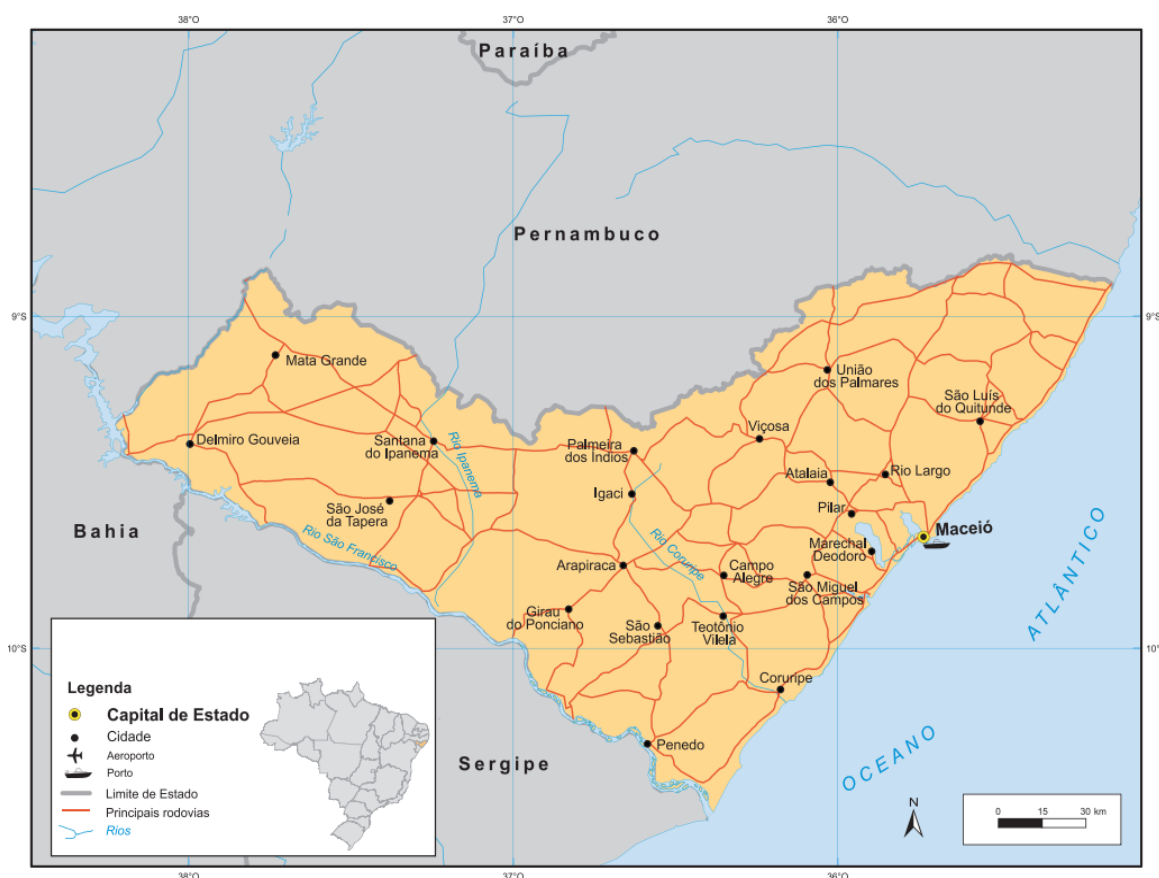 38°O
37°O
36°O
Paraíba
Pernambuco
9°S
9°S
Mata Grande
União
dos Palmares
São Luís
do Quitunde
Delmiro Gouveia
Santana
do Ipanema
Rio Ipanema
Palmeira
dos Índios
Viçosa
Igaci
Atalaia
Rio Largo
São José
da Tapera
Pilar
Bahia
Maceió
Rio São Francisco
Rio Coruripe
Marechal
Deodoro
Arapiraca
Campo
Alegre
São Miguel
dos Campos
Girau
do Ponciano
São
Sebastião
Teotônio
Vilela
ATLÂNTICO
10°S
10°S
Coruripe
Penedo
Sergipe
OCEANO
Legenda
Capital de Estado
Cidade
Aeroporto
Porto
Limite de Estado
Principais rodovias
Rios
N
0 15 30 km
38°O
37°O
36°O